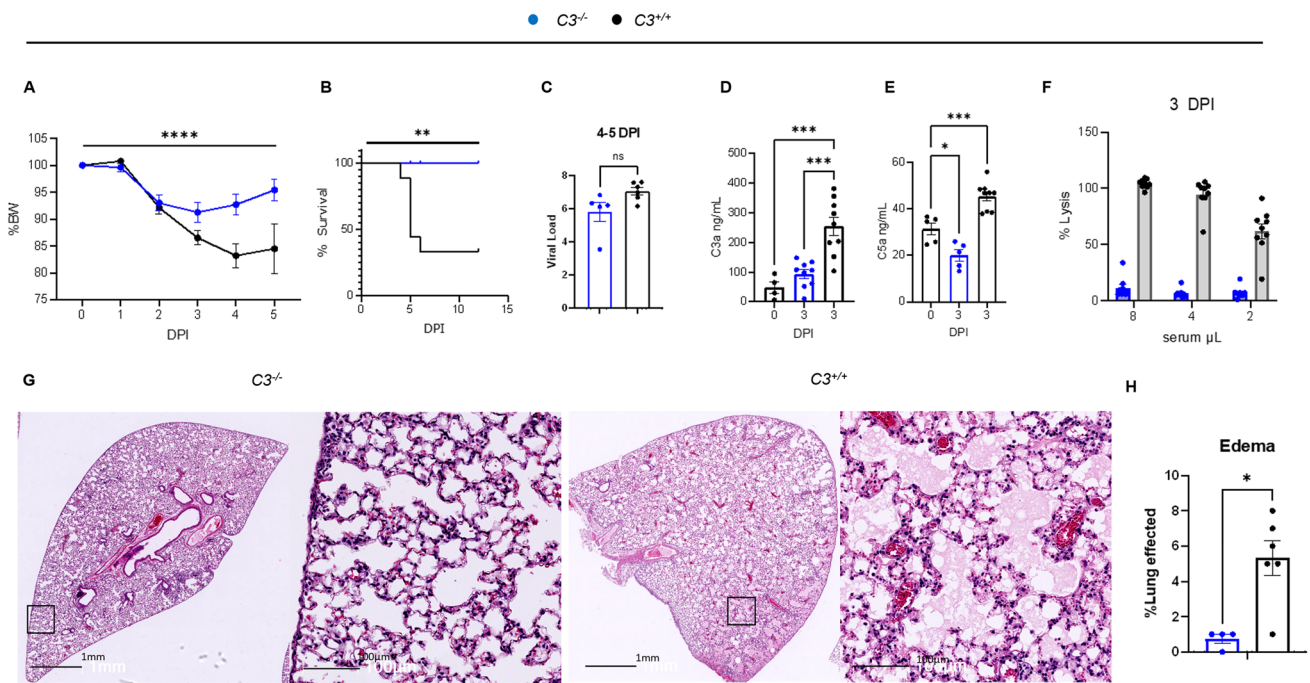 C3-/- C3+/+
A
****
%BW
105
100
95
90
85
80
75
0 1 2 3 4 5
DPI
B
**
% Survival
100
50
0
0 5 10 15
DPI
C
4-5 DPI
ns
Viral Load
8
6
4
2
0
D
***
***
C3a ng/mL
500
400
300
200
100
0
0 3 3
DPI
E
***
*
C5a ng/mL
60
40
20
0
0 3 3
DPI
F
3 DPI
% Lysis
150
100
50
0
8 4 2
serum µL
G
C3-/-
C3+/+
1mm
100µm
1mm
100µm
H
Edema
*
%Lung effected
10
8
6
4
2
0